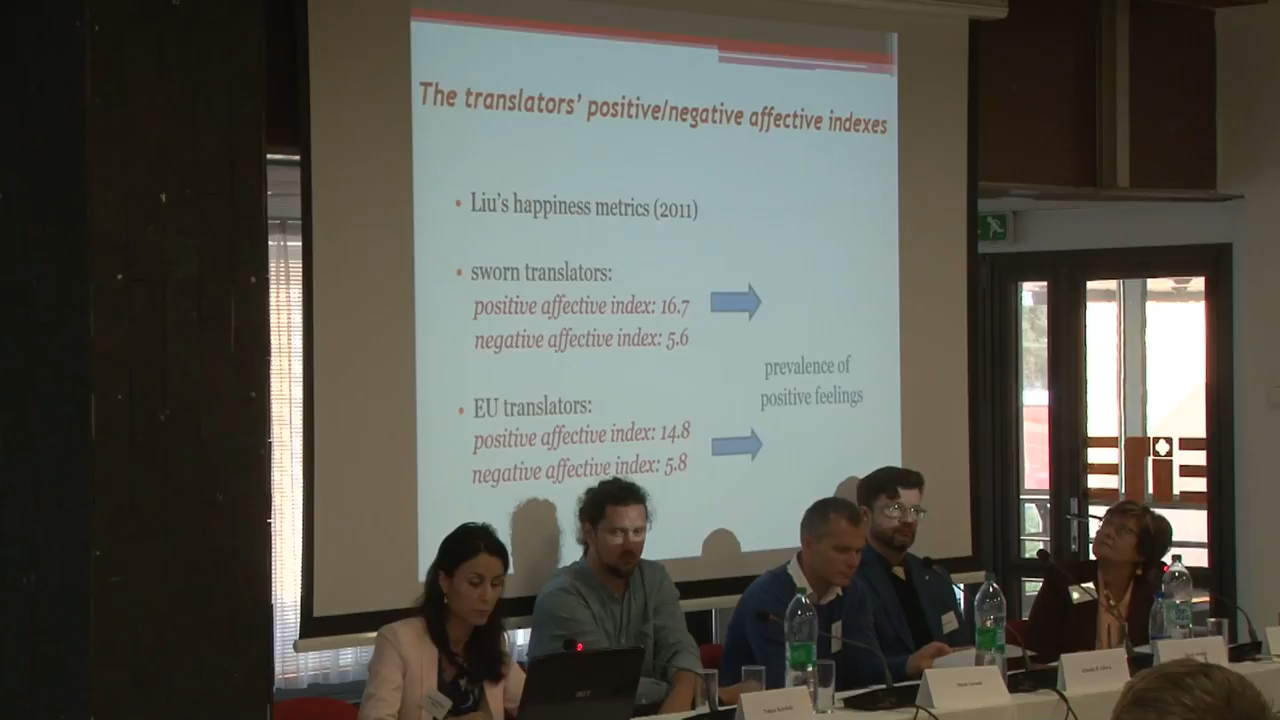 The translators' positive/negative affective indexes
• Liu's happiness metrics (2011)
• sworn translators:
positive affective index: 16.7
negative affective index: 5.6
prevalence of
positive feelings
• EU translators:
positive affective index: 14.8
negative affective index: 5.8
acer